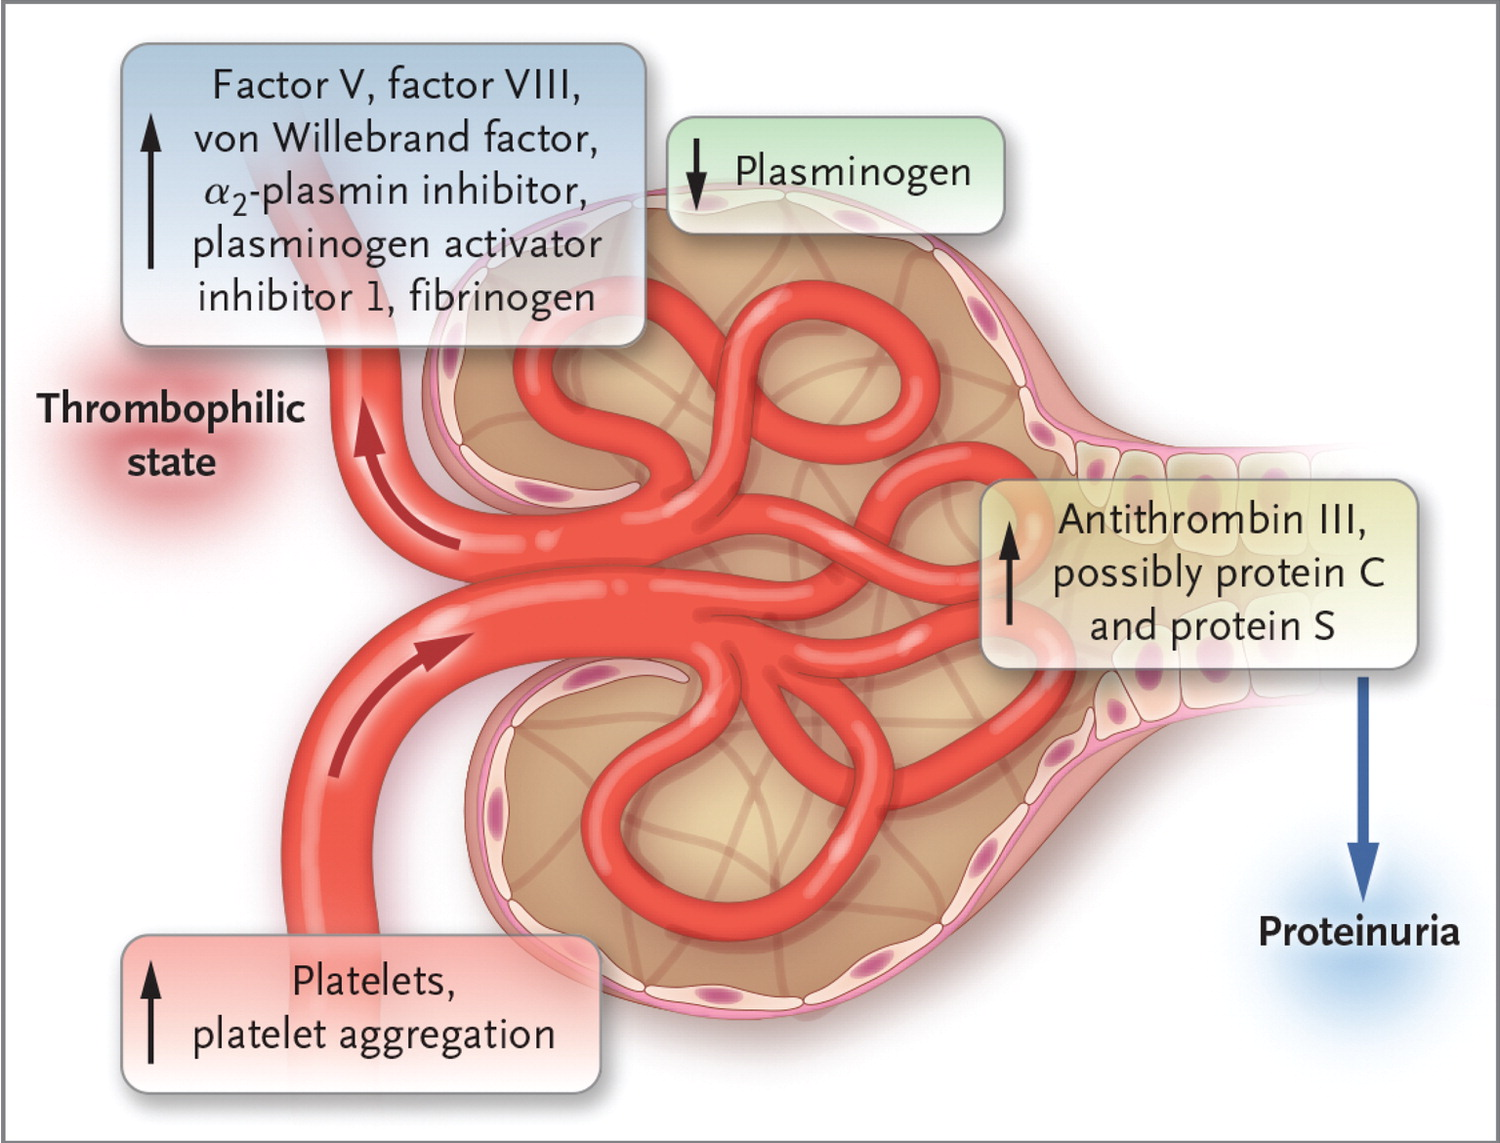 Factor V, factor VIII,
von Willebrand factor,
α₂-plasmin inhibitor,
plasminogen activator
inhibitor 1, fibrinogen
Plasminogen
Thrombophilic
state
Antithrombin III,
possibly protein C
and protein S
Proteinuria
Platelets,
platelet aggregation